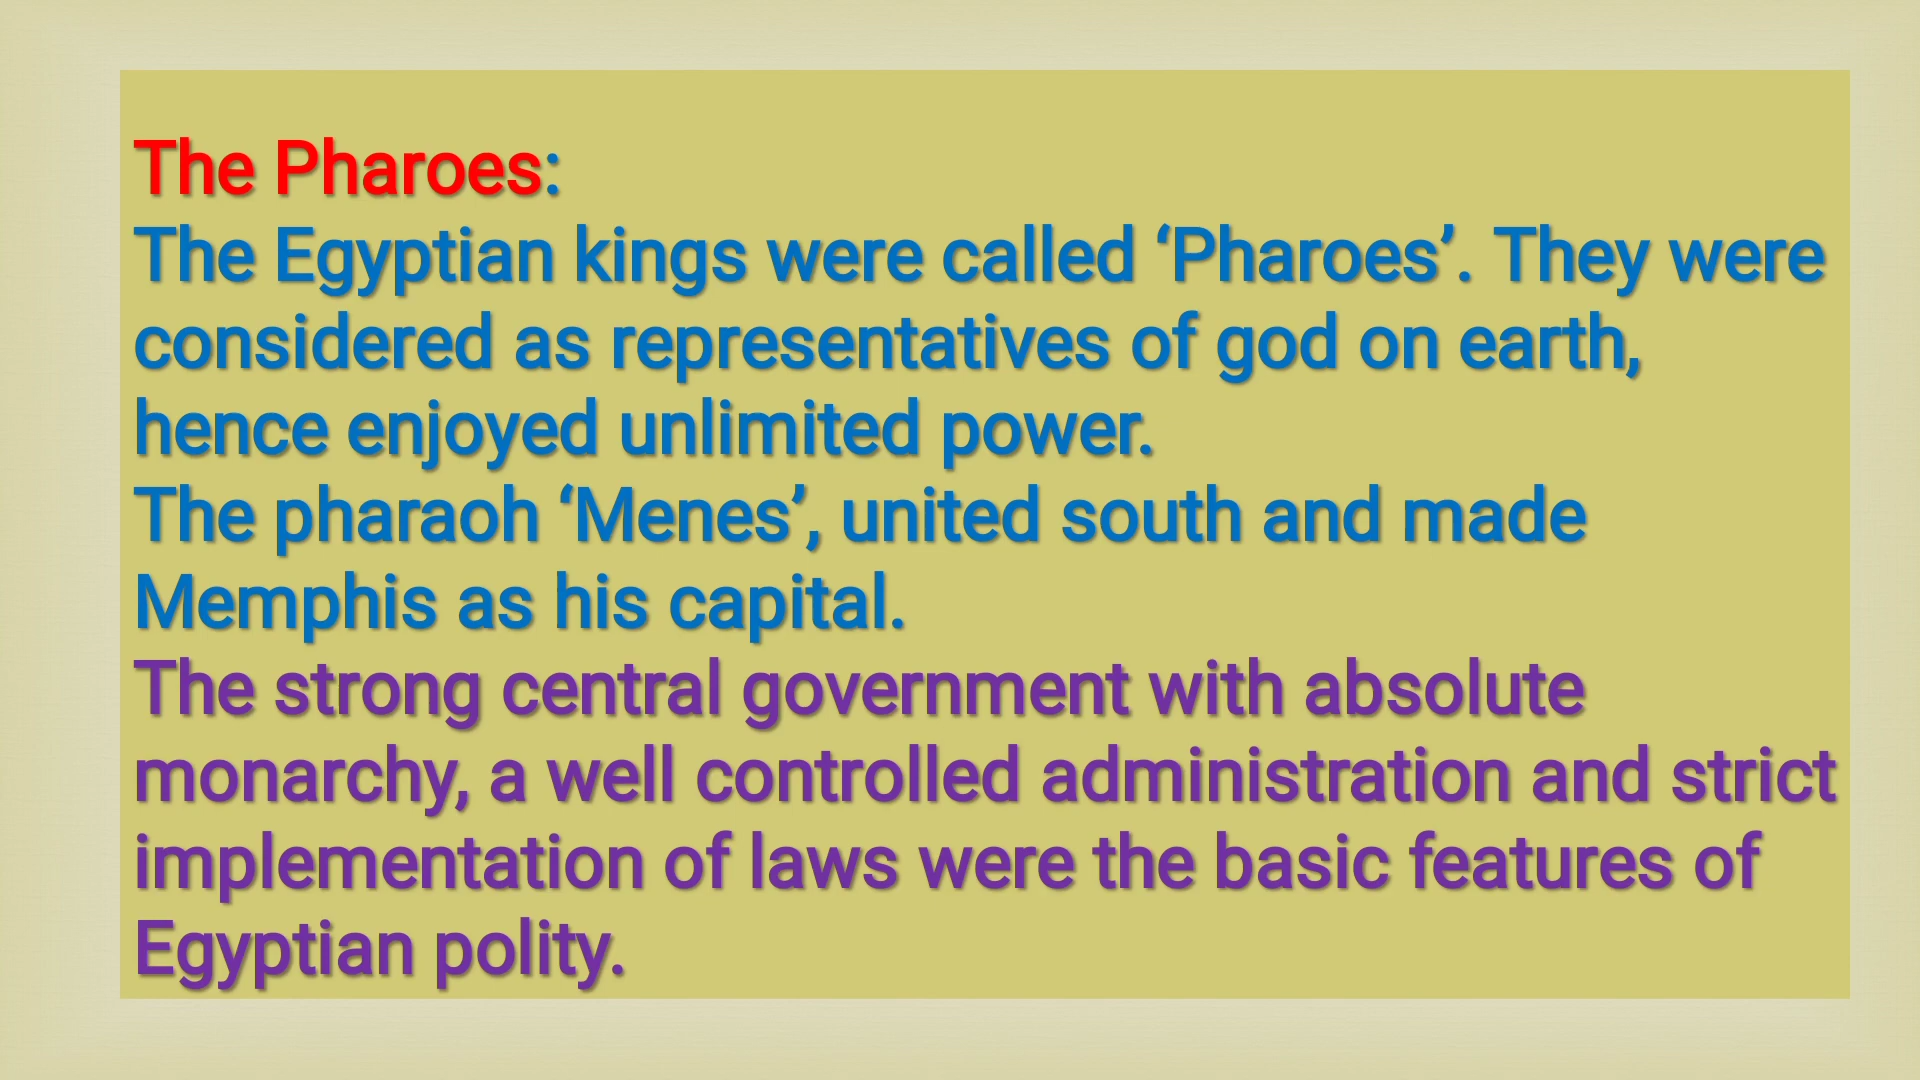 The Pharoes:
The Egyptian kings were called ‘Pharoes’. They were
considered as representatives of god on earth,
hence enjoyed unlimited power.
The pharaoh ‘Menes’, united south and made
Memphis as his capital.
The strong central government with absolute
monarchy, a well controlled administration and strict
implementation of laws were the basic features of
Egyptian polity.